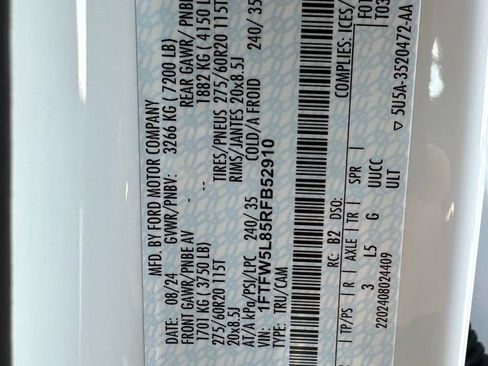 MFD. BY FORD MOTOR COMPANY
DATE: 08/24 GVWR/PNBV: 3266 KG ( 7200 LB)
FRONT GAWR/PNBE AV REAR GAWR/ PNBE
1701 KG ( 3750 LB) -- 1882 KG ( 4150 LB
275/60R20 115T -- TIRES/PNEUS 275/60R20 115T
20x8.5J RIMS/JANTES 20x8.5J
AT/A kPa/PSI/LPC 240/ 35 COLD/A FROID 240/ 35
VIN: 1FTFW5L85RFB52910
TYPE: TRU/CAM COMPLIES: ICES/
RC: B2 DSO:
TP/PS I R AXLE TR SPR
3 L5 G UUCC
2202408024409 ULT
▽ 5U5A-3520472-AA